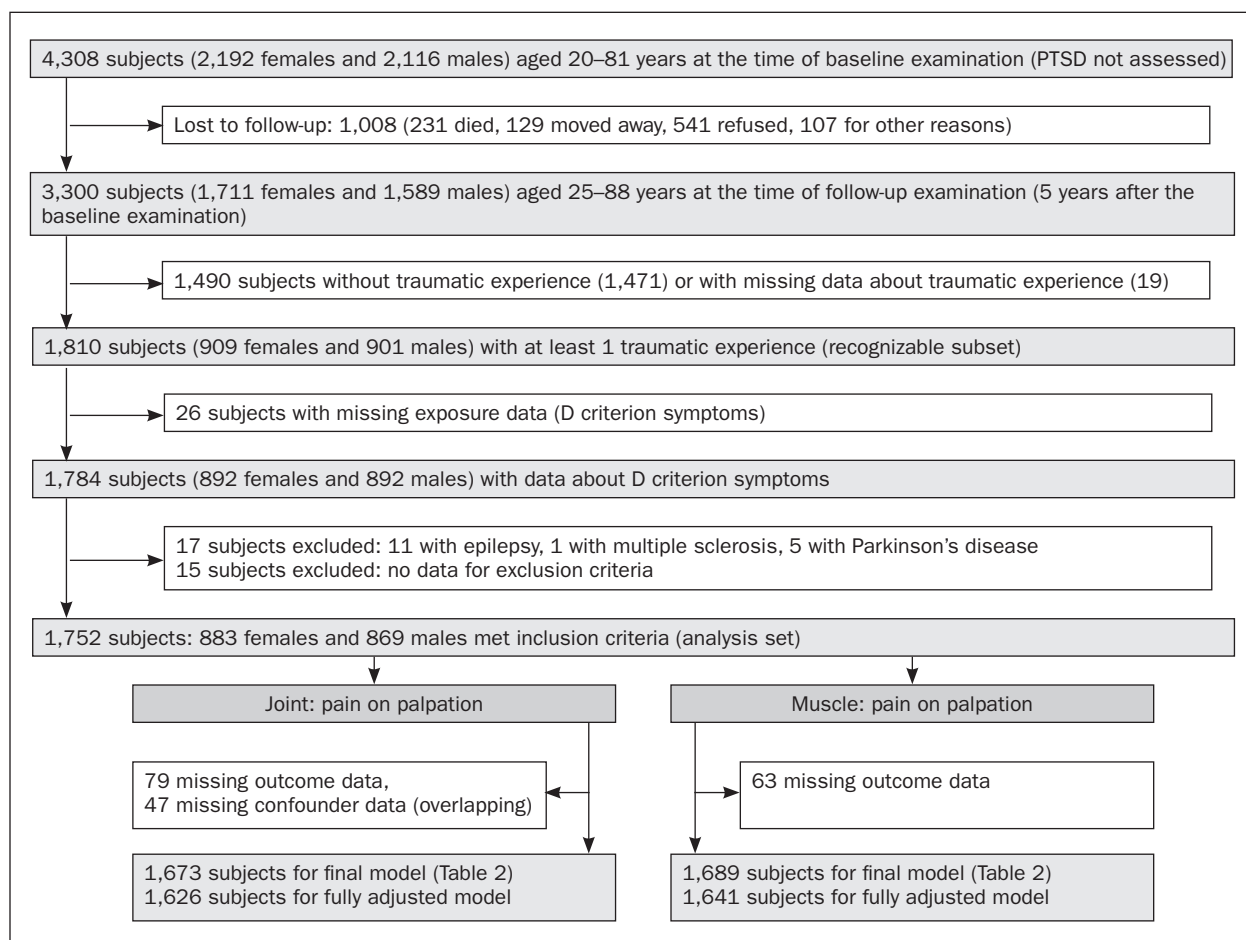 4,308 subjects (2,192 females and 2,116 males) aged 20–81 years at the time of baseline examination (PTSD not assessed)
Lost to follow-up: 1,008 (231 died, 129 moved away, 541 refused, 107 for other reasons)
3,300 subjects (1,711 females and 1,589 males) aged 25–88 years at the time of follow-up examination (5 years after the
baseline examination)
1,490 subjects without traumatic experience (1,471) or with missing data about traumatic experience (19)
1,810 subjects (909 females and 901 males) with at least 1 traumatic experience (recognizable subset)
26 subjects with missing exposure data (D criterion symptoms)
1,784 subjects (892 females and 892 males) with data about D criterion symptoms
17 subjects excluded: 11 with epilepsy, 1 with multiple sclerosis, 5 with Parkinson's disease
15 subjects excluded: no data for exclusion criteria
1,752 subjects: 883 females and 869 males met inclusion criteria (analysis set)
Joint: pain on palpation
79 missing outcome data,
47 missing confounder data (overlapping)
1,673 subjects for final model (Table 2)
1,626 subjects for fully adjusted model
Muscle: pain on palpation
63 missing outcome data
1,689 subjects for final model (Table 2)
1,641 subjects for fully adjusted model